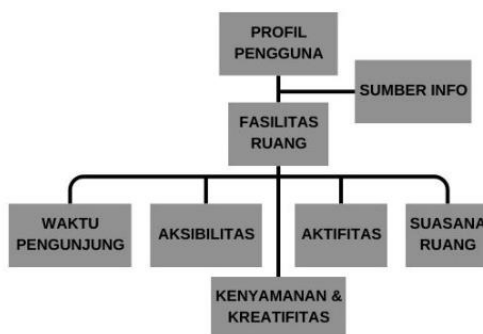 PROFIL
PENGGUNA
SUMBER INFO
FASILITAS
RUANG
WAKTU
PENGUNJUNG
AKSIBILITAS
AKTIFITAS
SUASANA
RUANG
KENYAMANAN &
KREATIFITAS